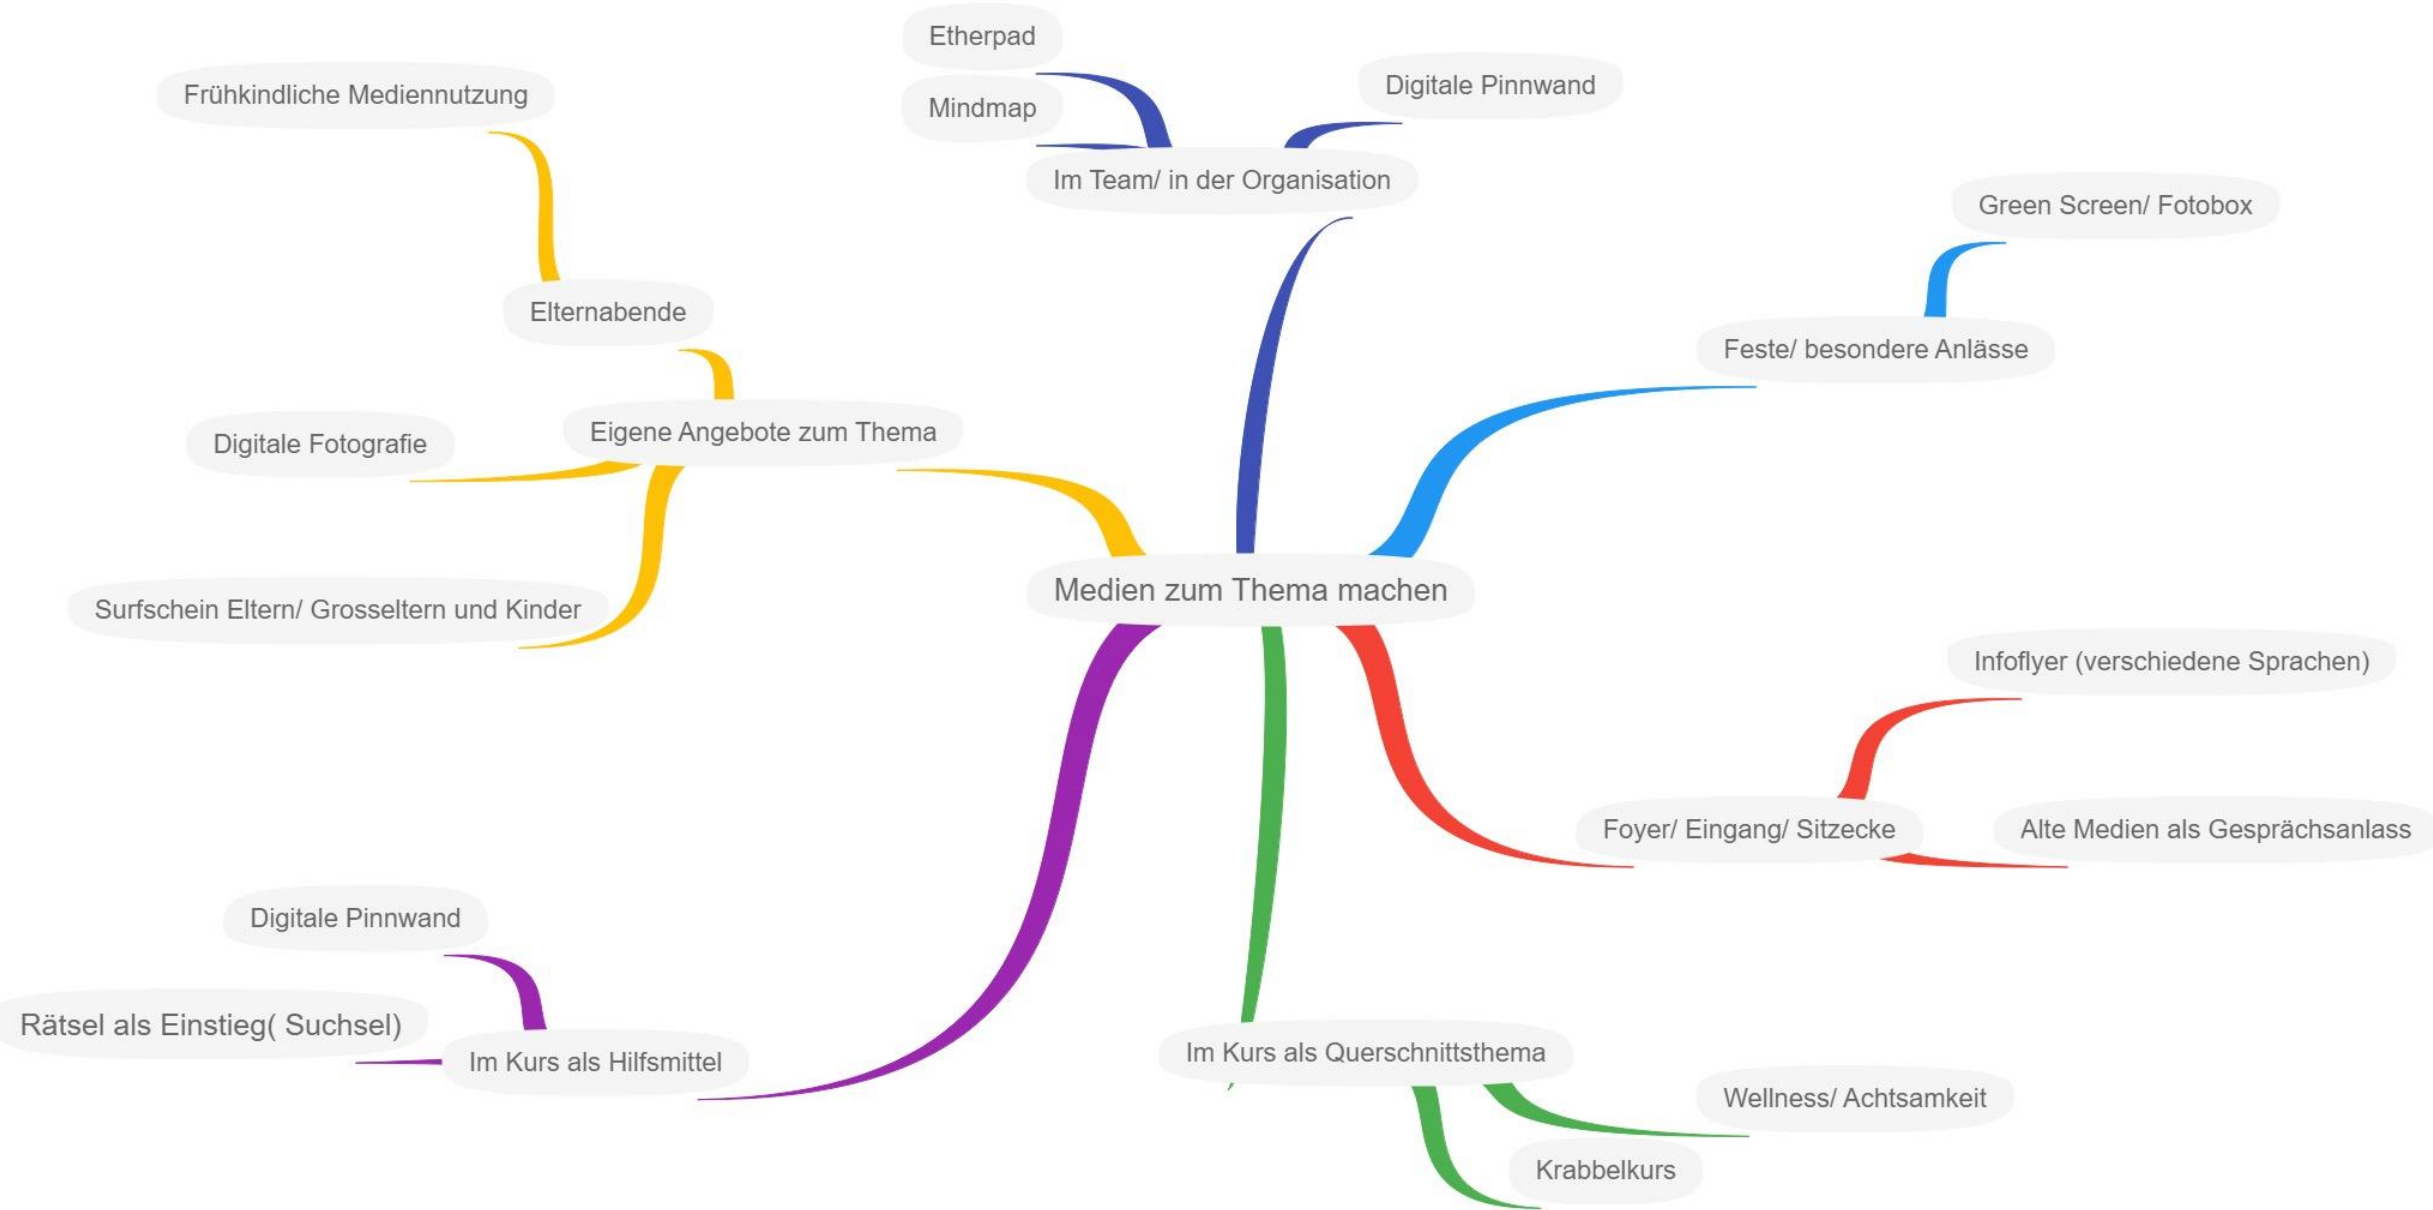 Etherpad
Mindmap
Digitale Pinnwand
Im Team/ in der Organisation
Frühkindliche Mediennutzung
Elternabende
Eigene Angebote zum Thema
Digitale Fotografie
Surfschein Eltern/ Grosseltern und Kinder
Green Screen/ Fotobox
Feste/ besondere Anlässe
Medien zum Thema machen
Infoflyer (verschiedene Sprachen)
Foyer/ Eingang/ Sitzecke
Alte Medien als Gesprächsanlass
Digitale Pinnwand
Rätsel als Einstieg( Suchsel)
Im Kurs als Hilfsmittel
Im Kurs als Querschnittsthema
Wellness/ Achtsamkeit
Krabbelkurs